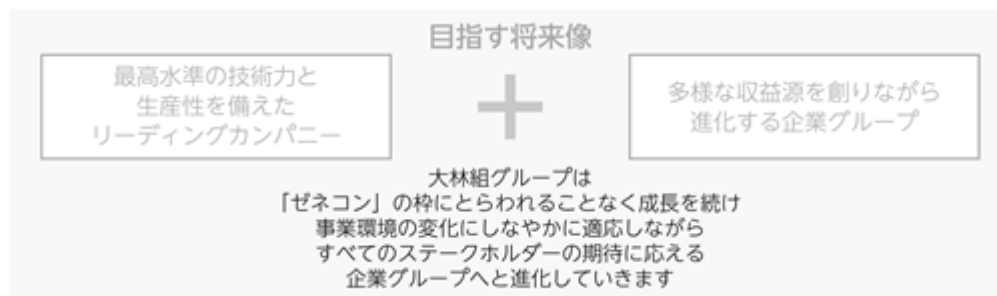 目指す将来像
最高水準の技術力と
生産性を備えた
リーディングカンパニー
+
多様な収益源を創りながら
進化する企業グループ
大林組グループは
「ゼネコン」の枠にとらわれることなく成長を続け
事業環境の変化にしなやかに適応しながら
すべてのステークホルダーの期待に応える
企業グループへと進化していきます